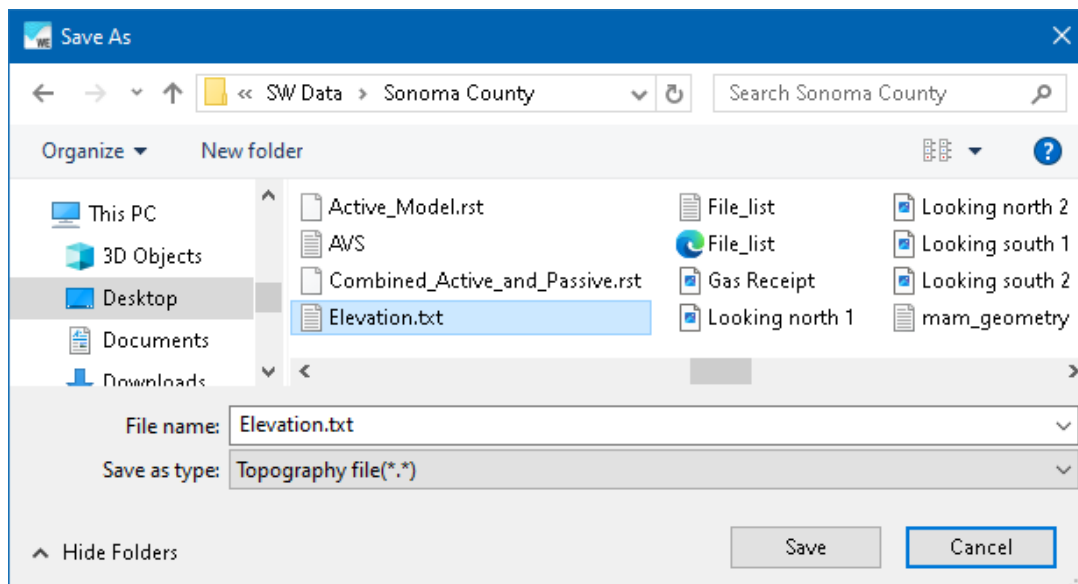 WE Save As
« SW Data > Sonoma County
Search Sonoma County
Organize
New folder
?
This PC
3D Objects
Desktop
Documents
Downloads
Active_Model.rst
AVS
Combined_Active_and_Passive.rst
Elevation.txt
File_list
File_list
Gas Receipt
Looking north 1
Looking north 2
Looking south 1
Looking south 2
mam_geometry
File name: Elevation.txt
Save as type: Topography file(*.*)
Hide Folders
Save
Cancel